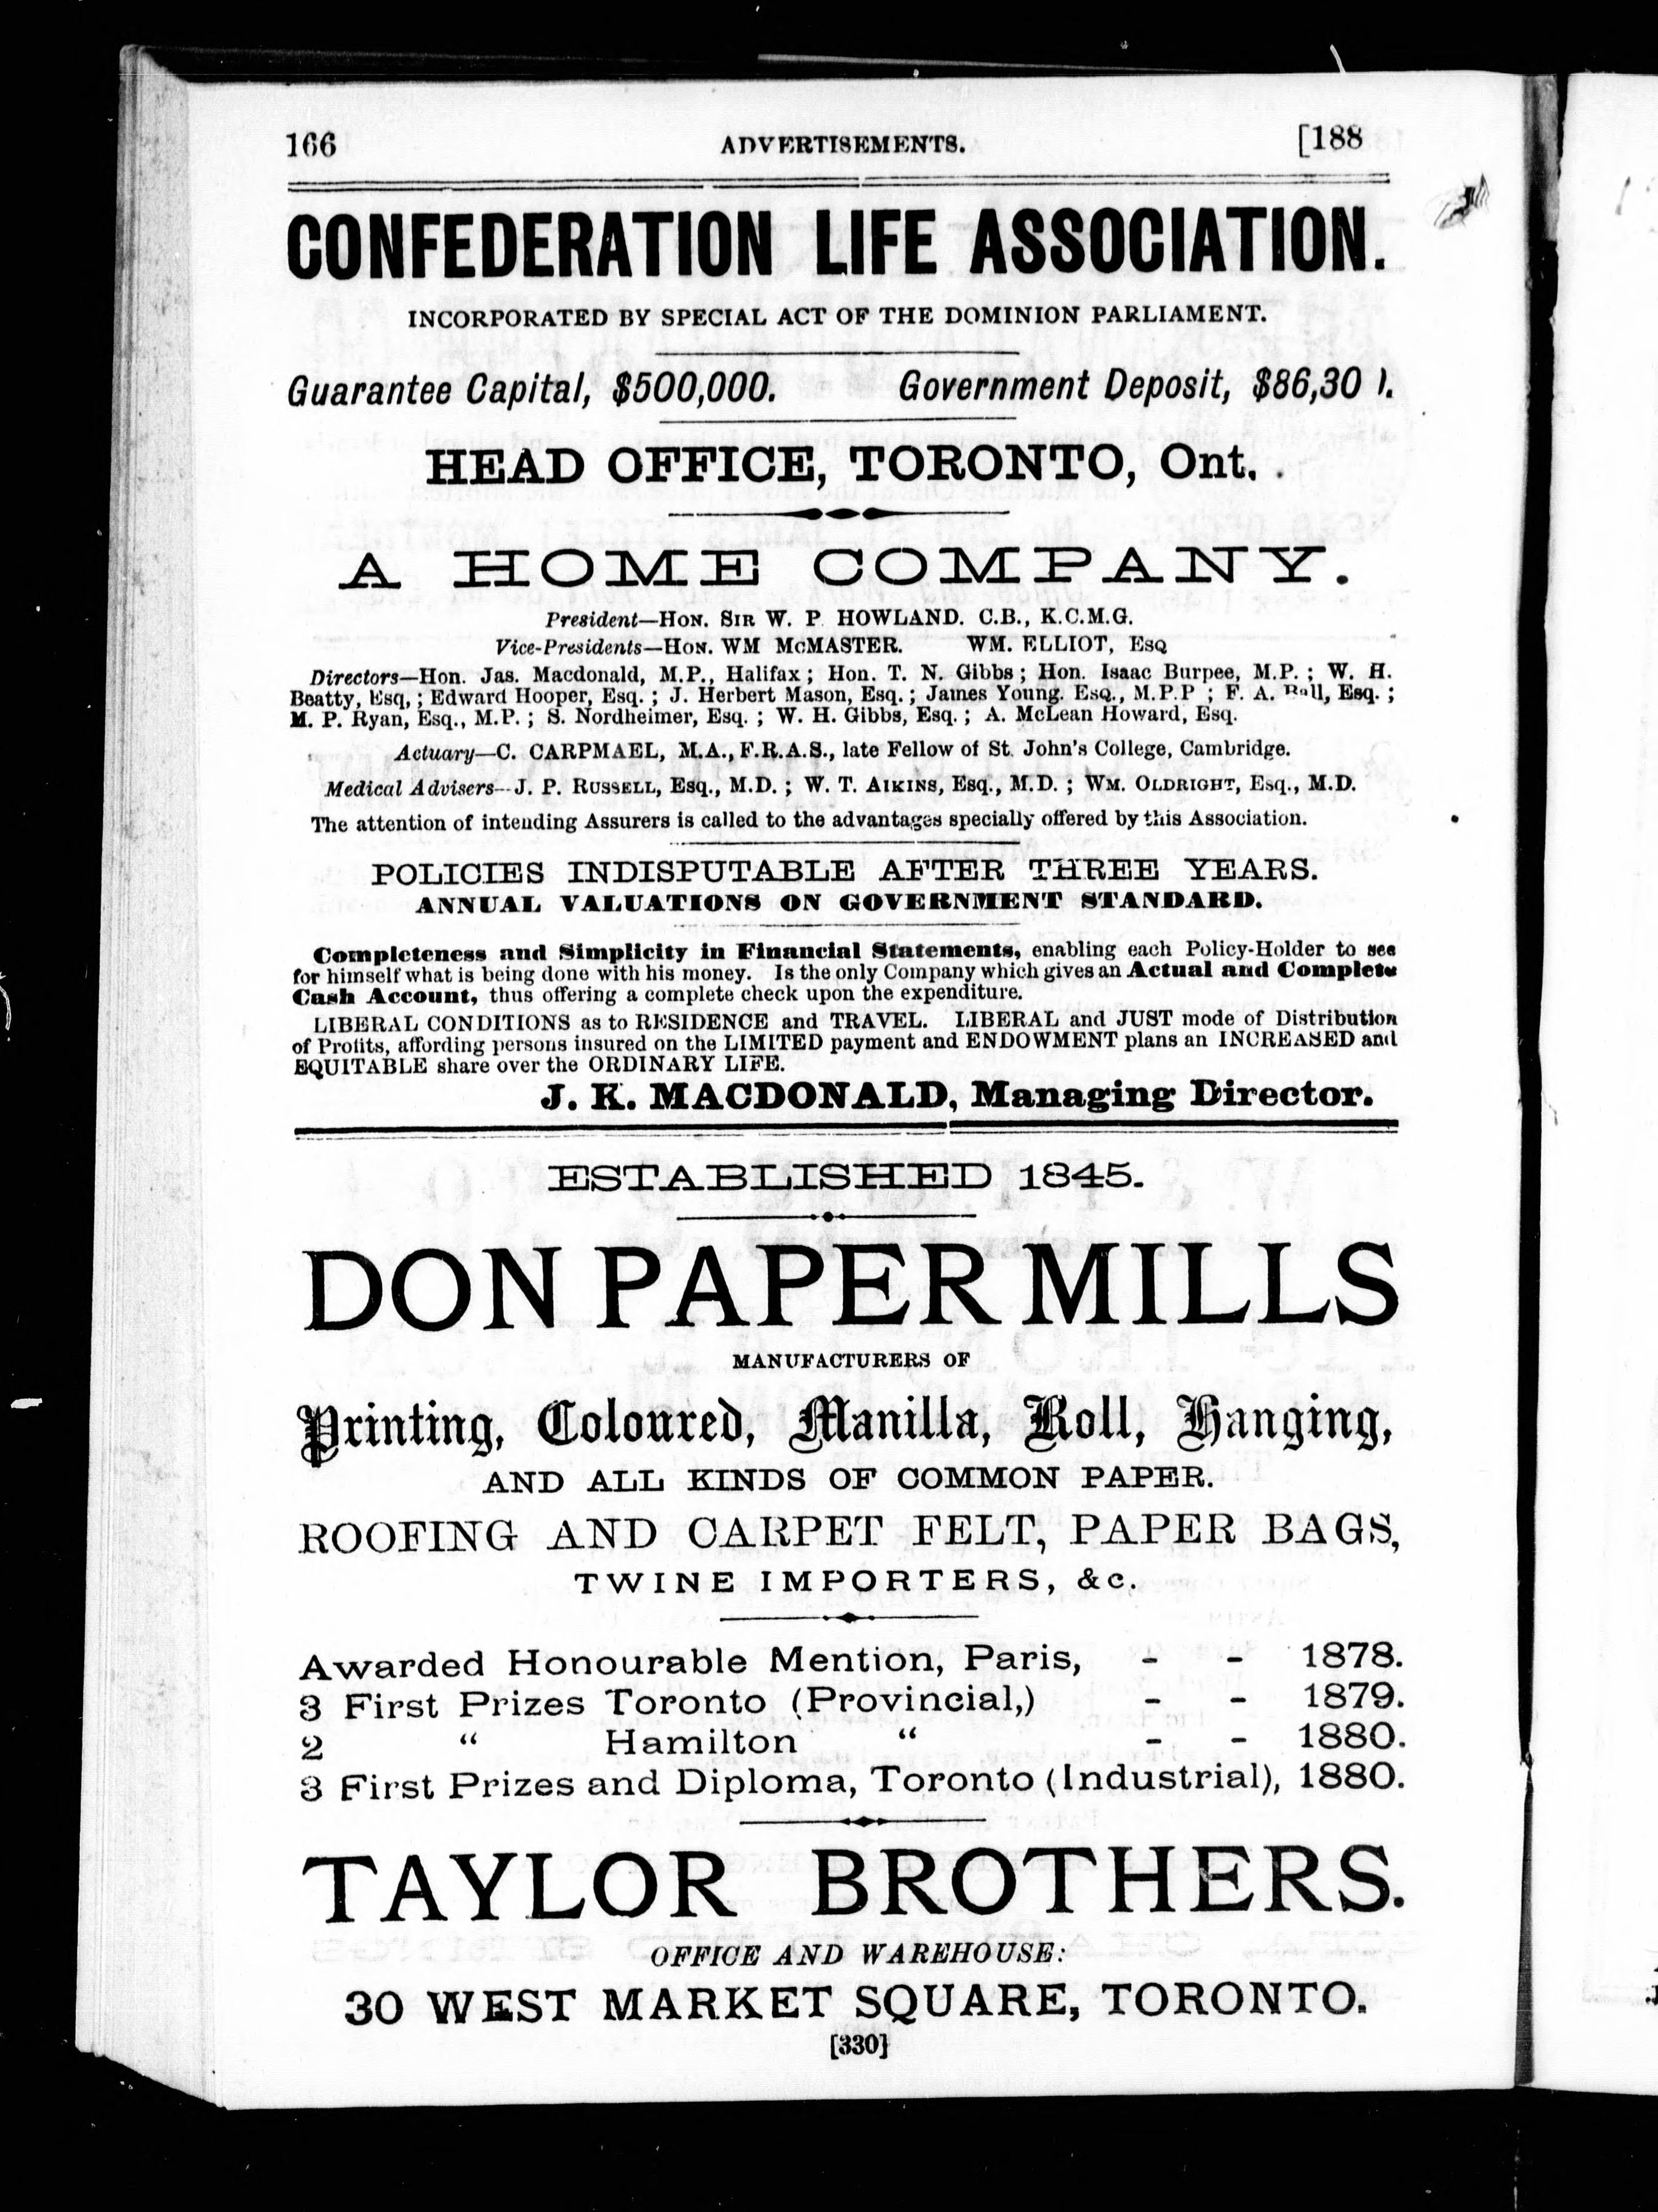 166 ADVERTISEMENTS. [188
CONFEDERATION LIFE ASSOCIATION.
INCORPORATED BY SPECIAL ACT OF THE DOMINION PARLIAMENT.
Guarantee Capital, $500,000. Government Deposit, $86,30 ).
HEAD OFFICE, TORONTO, Ont. .
A HOME COMPANY.
President—HON. SIR W. P. HOWLAND. C.B., K.C.M.G.
Vice-Presidents—HON. WM McMASTER. WM. ELLIOT, ESQ
Directors—Hon. Jas. Macdonald, M.P., Halifax; Hon. T. N. Gibbs; Hon. Isaac Burpee, M.P.; W. H.
Beatty, Esq,; Edward Hooper, Esq.; J. Herbert Mason, Esq.; James Young. Esq., M.P.P; F. A. Ball, Esq.;
M. P. Ryan, Esq., M.P.; S. Nordheimer, Esq.; W. H. Gibbs, Esq.; A. McLean Howard, Esq.
Actuary—C. CARPMAEL, M.A., F.R.A.S., late Fellow of St. John's College, Cambridge.
Medical Advisers—J. P. RUSSELL, Esq., M.D.; W. T. AIKINS, Esq., M.D.; WM. OLDRIGHT, Esq., M.D.
The attention of intending Assurers is called to the advantages specially offered by this Association.
POLICIES INDISPUTABLE AFTER THREE YEARS.
ANNUAL VALUATIONS ON GOVERNMENT STANDARD.
Completeness and Simplicity in Financial Statements, enabling each Policy-Holder to see
for himself what is being done with his money. Is the only Company which gives an Actual and Complete
Cash Account, thus offering a complete check upon the expenditure.
LIBERAL CONDITIONS as to RESIDENCE and TRAVEL. LIBERAL and JUST mode of Distribution
of Profits, affording persons insured on the LIMITED payment and ENDOWMENT plans an INCREASED and
EQUITABLE share over the ORDINARY LIFE.
J. K. MACDONALD, Managing Director.
ESTABLISHED 1845.
DON PAPER MILLS
MANUFACTURERS OF
Printing, Coloured, Manilla, Roll, Hanging,
AND ALL KINDS OF COMMON PAPER.
ROOFING AND CARPET FELT, PAPER BAGS,
TWINE IMPORTERS, &c.
Awarded Honourable Mention, Paris, - - 1878.
3 First Prizes Toronto (Provincial,) - - 1879.
2 " Hamilton " - - 1880.
3 First Prizes and Diploma, Toronto (Industrial), 1880.
TAYLOR BROTHERS.
OFFICE AND WAREHOUSE:
30 WEST MARKET SQUARE, TORONTO.
[330]